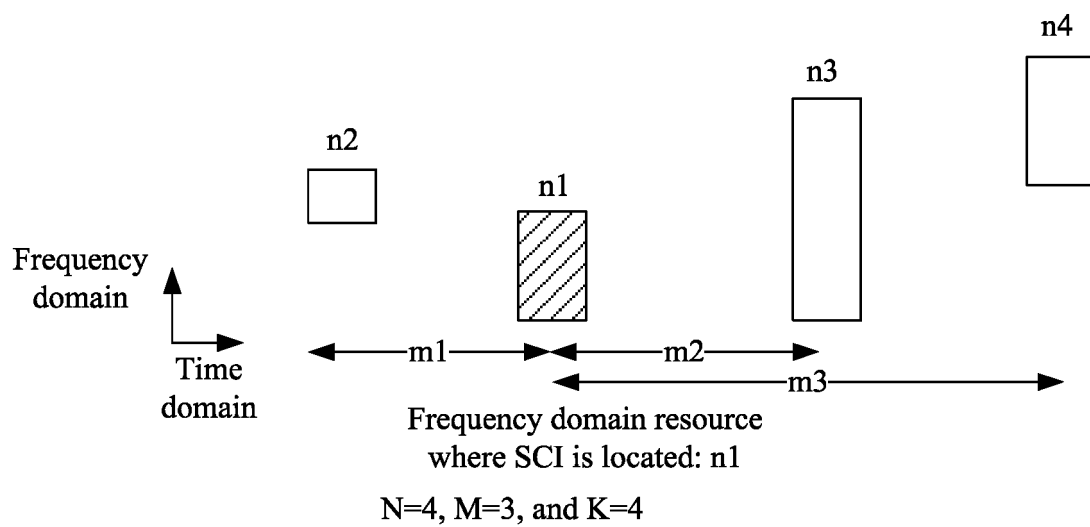 n4
n3
n2
n1
Frequency
domain
Time
domain
m1
m2
m3
Frequency domain resource
where SCI is located: n1
N=4, M=3, and K=4